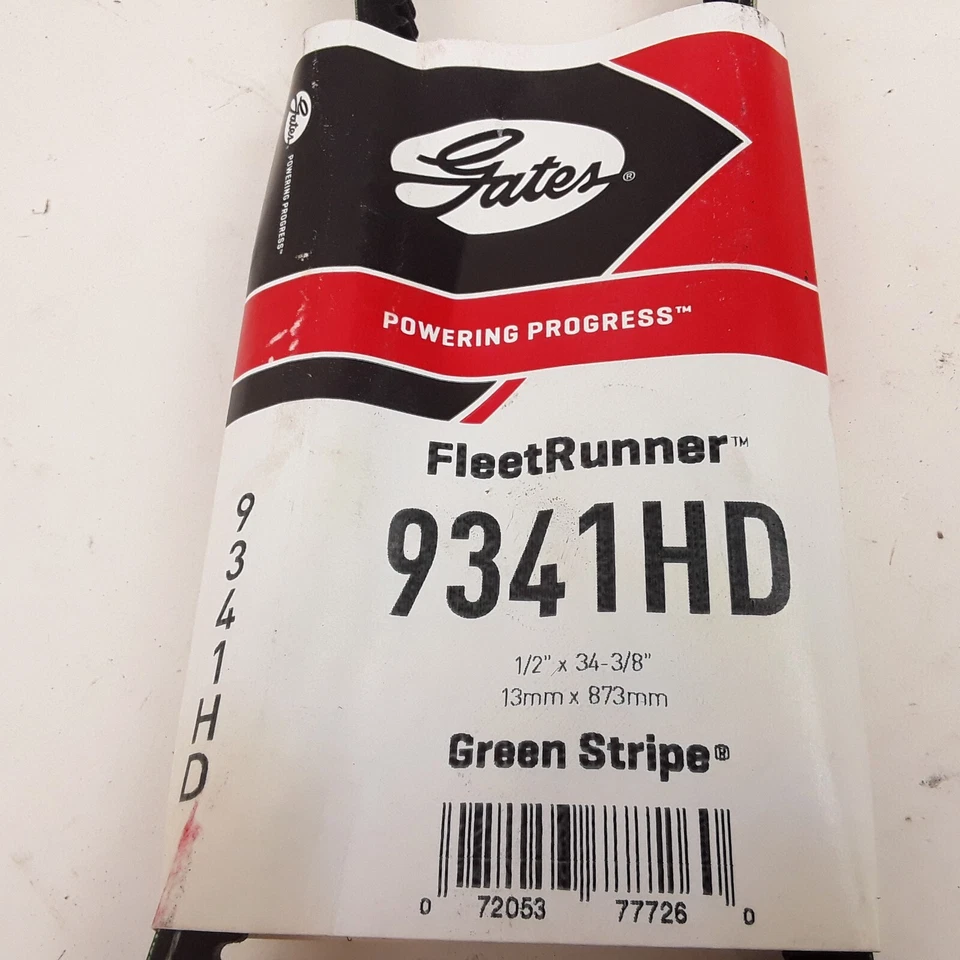 Gates®
Gates
POWERING PROGRESS™
POWERING PROGRESS™
FleetRunner™
9341HD
9341HD
1/2" x 34-3/8"
13mm x 873mm
Green Stripe®
0 72053 77726 0